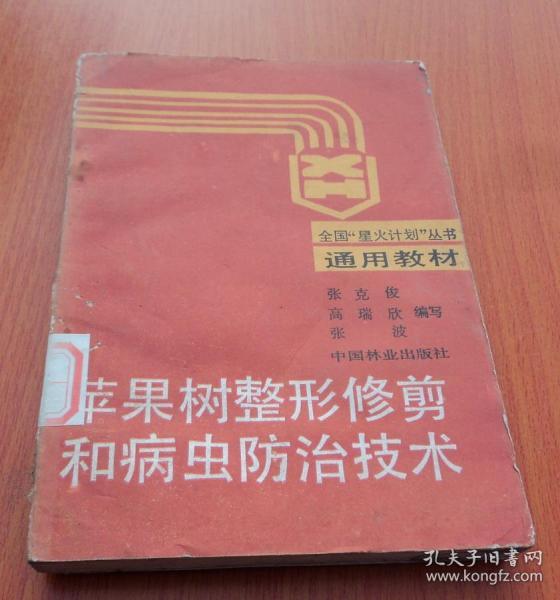 全国“星火计划”丛书
通用教材
张克俊
高瑞欣 编写
张波
中国林业出版社
苹果树整形修剪
和病虫防治技术
孔夫子旧书网
www.kongfz.com